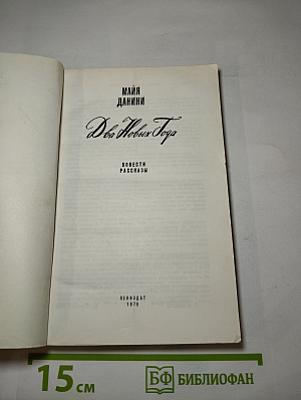 МАЙЯ
ДАНИНИ
Два Новых Года
ПОВЕСТИ
РАССКАЗЫ
ЛЕНИЗДАТ
1979
15 см
БФ БИБЛИОФАН